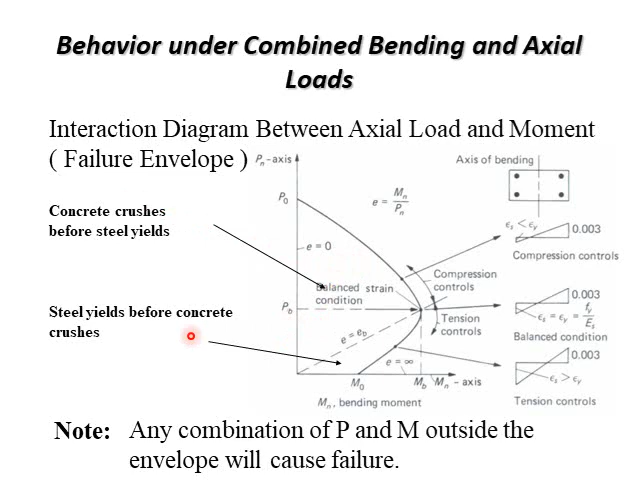 Behavior under Combined Bending and Axial
Loads
Interaction Diagram Between Axial Load and Moment
( Failure Envelope )
Pn-axis
Axis of bending
P0
e = Mn/Pn
Concrete crushes
before steel yields
ϵs < ϵy
0.003
e = 0
Compression controls
Compression
controls
Balanced strain
condition
0.003
Steel yields before concrete
crushes
Pb
Tension
controls
ϵs = ϵy = fy/Es
Balanced condition
e = eb
0.003
e = ∞
ϵs > ϵy
M0
Mb
Mn - axis
Mn, bending moment
Tension controls
Note: Any combination of P and M outside the
envelope will cause failure.